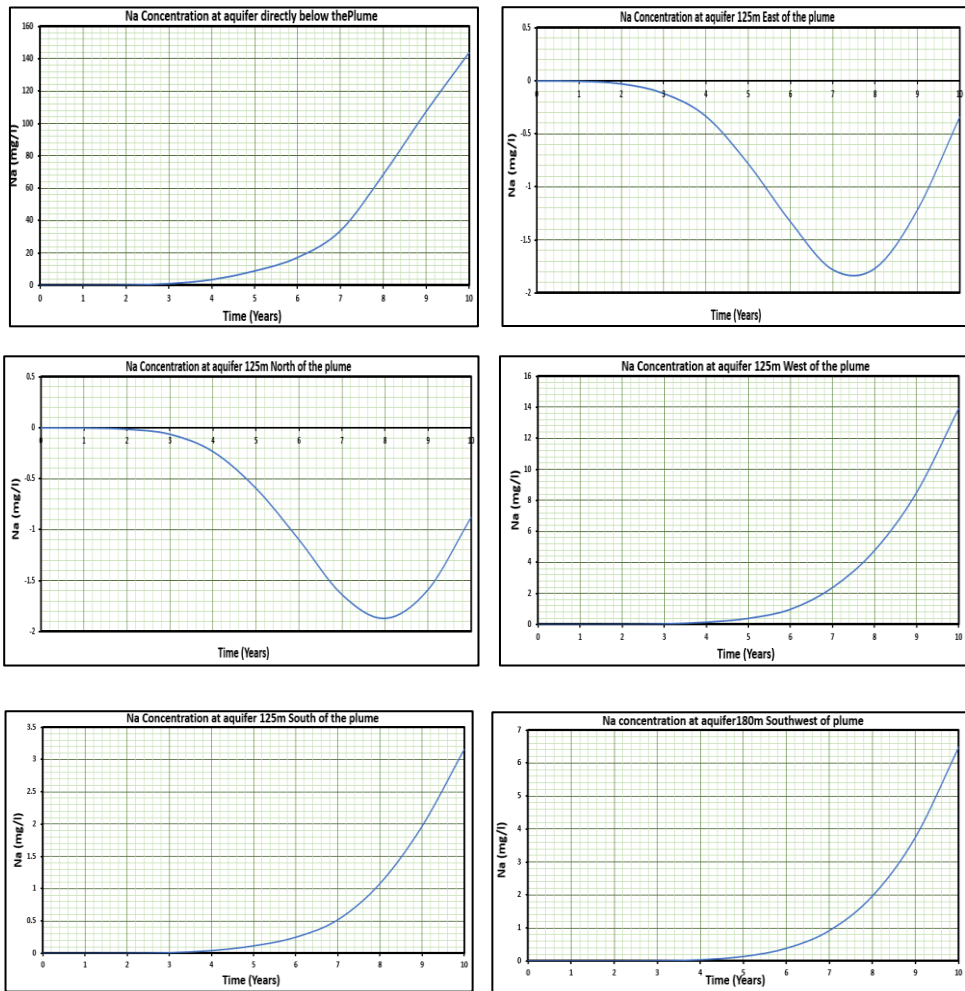 Na Concentration at aquifer directly below thePlume
160
140
120
100
80
60
40
20
0
Na (mg/l)
0 1 2 3 4 5 6 7 8 9 10
Time (Years)
Na Concentration at aquifer 125m East of the plume
0.5
0
-0.5
-1
-1.5
-2
Na (mg/l)
0 1 2 3 4 5 6 7 8 9 10
Time (Years)
Na Concentration at aquifer 125m North of the plume
0.5
0
-0.5
-1
-1.5
-2
Na (mg/l)
0 1 2 3 4 5 6 7 8 9 10
Time (Years)
Na Concentration at aquifer 125m West of the plume
16
14
12
10
8
6
4
2
0
Na (mg/l)
0 1 2 3 4 5 6 7 8 9 10
Time (Years)
Na Concentration at aquifer 125m South of the plume
3.5
3
2.5
2
1.5
1
0.5
0
Na (mg/l)
0 1 2 3 4 5 6 7 8 9 10
Time (Years)
Na concentration at aquifer180m Southwest of plume
7
6
5
4
3
2
1
0
Na (mg/l)
0 1 2 3 4 5 6 7 8 9 10
Time (Years)